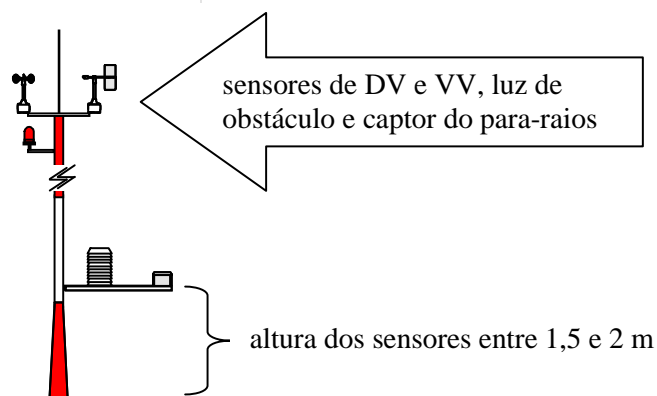 sensores de DV e VV, luz de
obstáculo e captor do para-raios
altura dos sensores entre 1,5 e 2 m